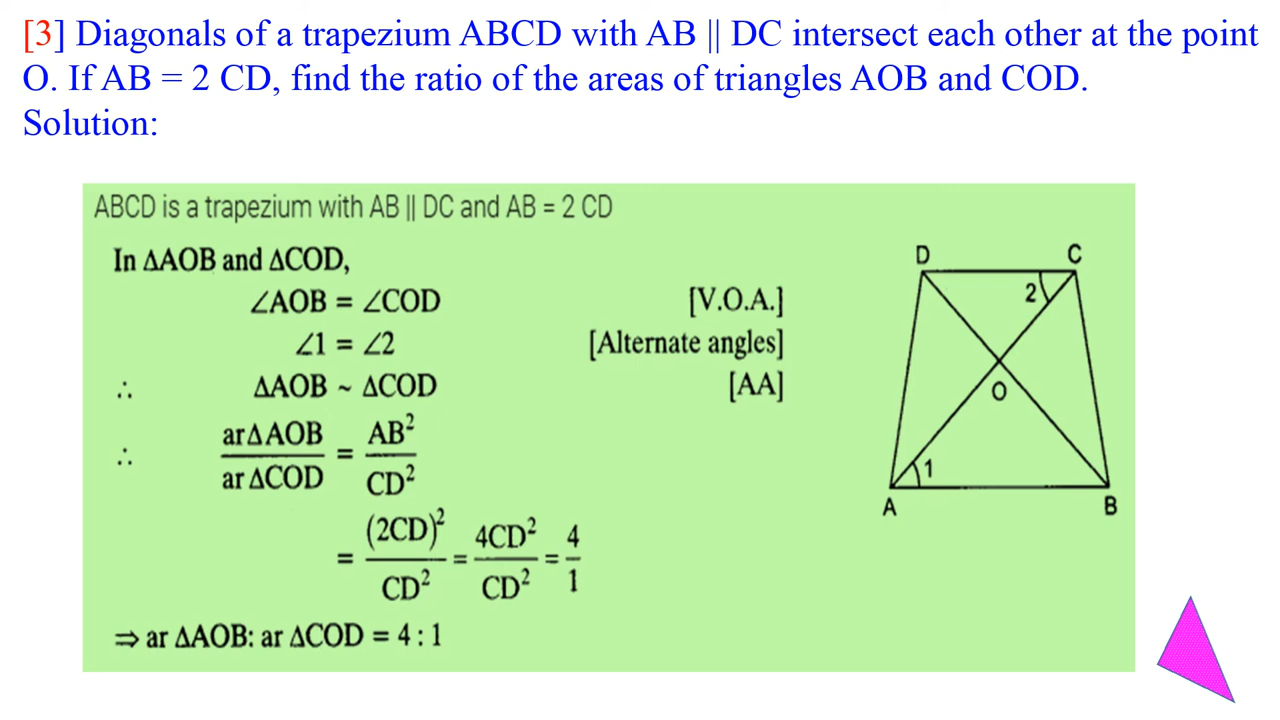 [3] Diagonals of a trapezium ABCD with AB || DC intersect each other at the point
O. If AB = 2 CD, find the ratio of the areas of triangles AOB and COD.
Solution:
ABCD is a trapezium with AB || DC and AB = 2 CD
In ΔAOB and ΔCOD,
∠AOB = ∠COD [V.O.A.]
∠1 = ∠2 [Alternate angles]
∴ ΔAOB ~ ΔCOD [AA]
∴ arΔAOB / ar ΔCOD = AB² / CD²
= (2CD)² / CD² = 4CD² / CD² = 4 / 1
⇒ ar ΔAOB: ar ΔCOD = 4 : 1
D C
2
O
1
A B